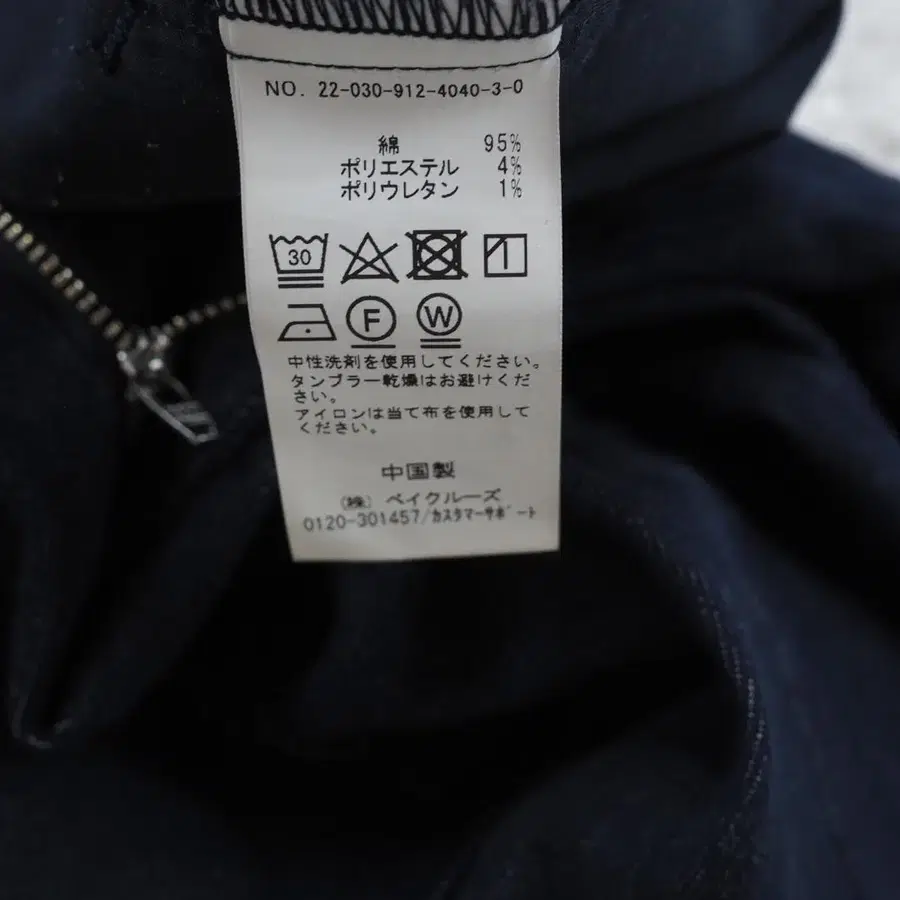 NO. 22-030-912-4040-3-0
綿 95%
ポリエステル 4%
ポリウレタン 1%
30
F W
中性洗剤を使用してください。
タンブラー乾燥はお避けくだ
さい。
アイロンは当て布を使用して
ください。
中国製
(株) ベイクルーズ
0120-301457/カスタマーサポート